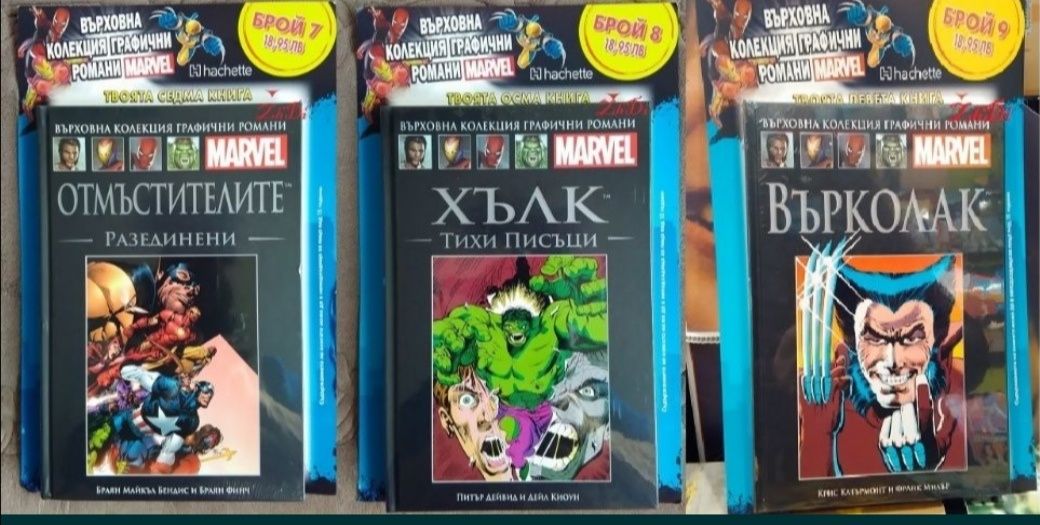 ВЪРХОВНА
КОЛЕКЦИЯ ГРАФИЧНИ
РОМАНИ MARVEL
hachette
БРОЙ 7
18,95 ЛВ.
ТВОЯТА СЕДМА КНИГА
ВЪРХОВНА КОЛЕКЦИЯ ГРАФИЧНИ РОМАНИ
MARVEL
ОТМЪСТИТЕЛИТЕ™
РАЗЕДИНЕНИ
БРАЯН МАЙКЪЛ БЕНДИС И БРАЯН ФИНЧ
ВЪРХОВНА
КОЛЕКЦИЯ ГРАФИЧНИ
РОМАНИ MARVEL
hachette
БРОЙ 8
18,95 ЛВ.
ТВОЯТА ОСМА КНИГА
ВЪРХОВНА КОЛЕКЦИЯ ГРАФИЧНИ РОМАНИ
MARVEL
ХЪЛК™
ТИХИ ПИСЪЦИ
ПИТЪР ДЕЙВИД И ДЕЙЛ КИОУН
ВЪРХОВНА
КОЛЕКЦИЯ ГРАФИЧНИ
РОМАНИ MARVEL
hachette
БРОЙ 9
18,95 ЛВ.
ТВОЯТА ДЕВЕТА КНИГА
ВЪРХОВНА КОЛЕКЦИЯ ГРАФИЧНИ РОМАНИ
MARVEL
ВЪРКОЛАК
КРИС КЛЕЪРМОНТ И ФРАНК МИЛЪР